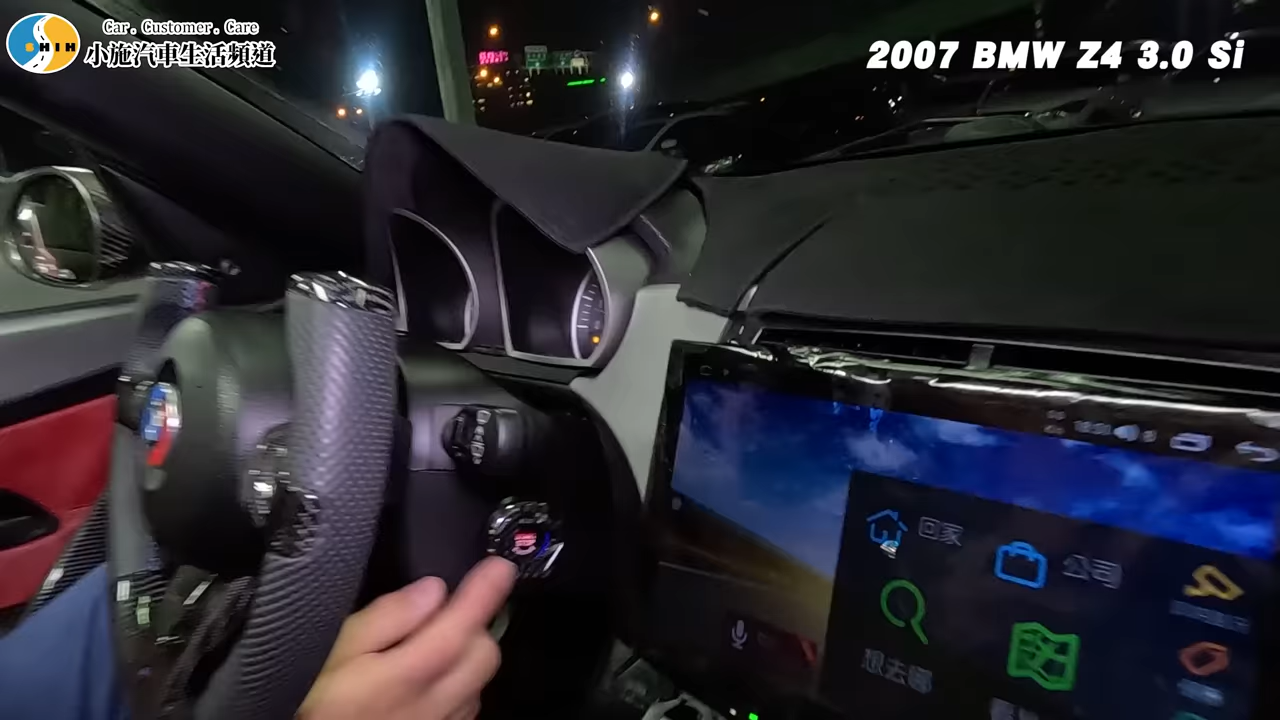 Car. Customer. Care
SHIH
小施汽車生活頻道
2007 BMW Z4 3.0 Si
回家
公司
想去哪